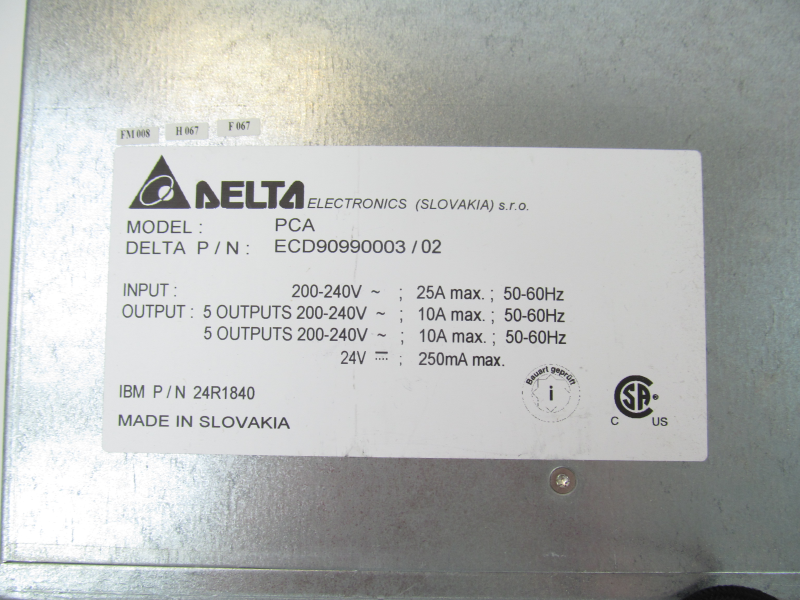 FM 008 H 067 F 067
DELTA ELECTRONICS (SLOVAKIA) s.r.o.
MODEL : PCA
DELTA P / N : ECD90990003 / 02
INPUT : 200-240V ~ ; 25A max. ; 50-60Hz
OUTPUT : 5 OUTPUTS 200-240V ~ ; 10A max. ; 50-60Hz
5 OUTPUTS 200-240V ~ ; 10A max. ; 50-60Hz
24V ⎓ ; 250mA max.
Bauart geprüft
i
IBM P / N 24R1840
CSA ®
C US
MADE IN SLOVAKIA